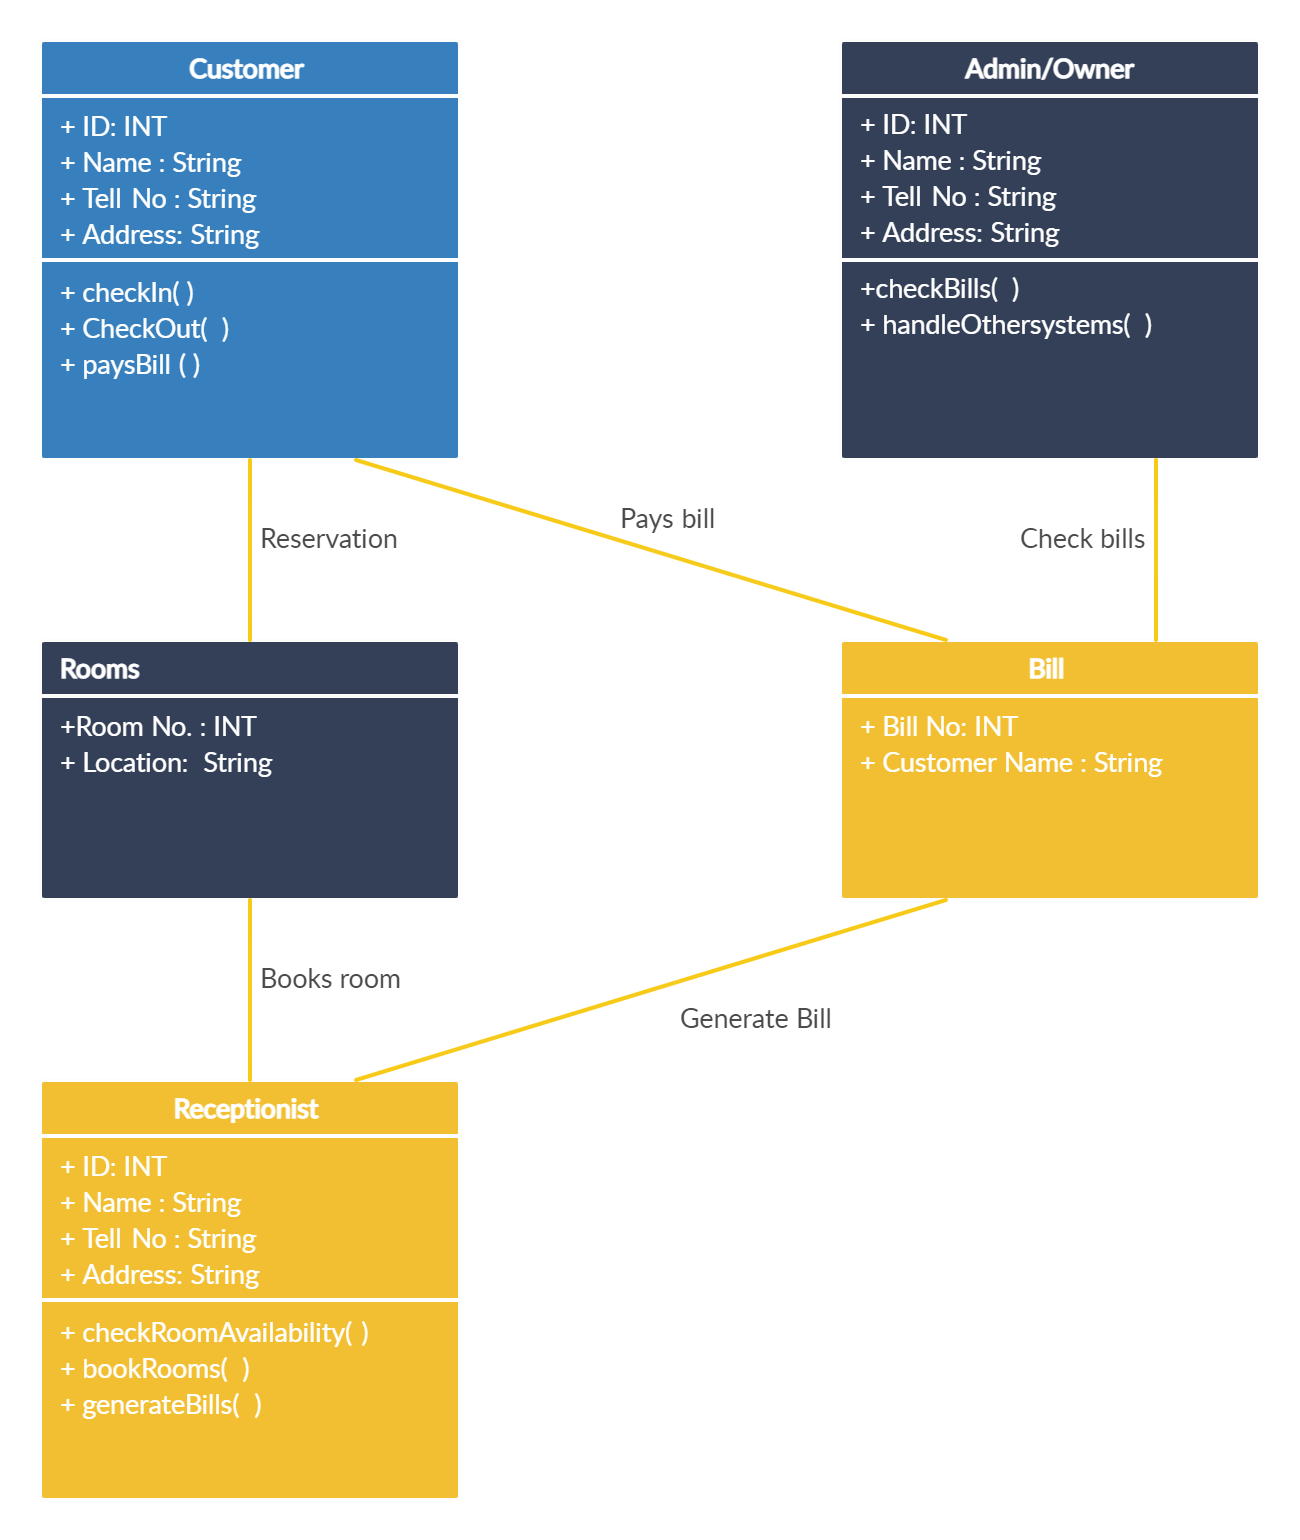 Customer
+ ID: INT
+ Name : String
+ Tell No : String
+ Address: String
+ checkIn( )
+ CheckOut( )
+ paysBill ( )
Admin/Owner
+ ID: INT
+ Name : String
+ Tell No : String
+ Address: String
+checkBills( )
+ handleOthersystems( )
Reservation
Pays bill
Check bills
Rooms
+Room No. : INT
+ Location: String
Bill
+ Bill No: INT
+ Customer Name : String
Books room
Generate Bill
Receptionist
+ ID: INT
+ Name : String
+ Tell No : String
+ Address: String
+ checkRoomAvailability( )
+ bookRooms( )
+ generateBills( )